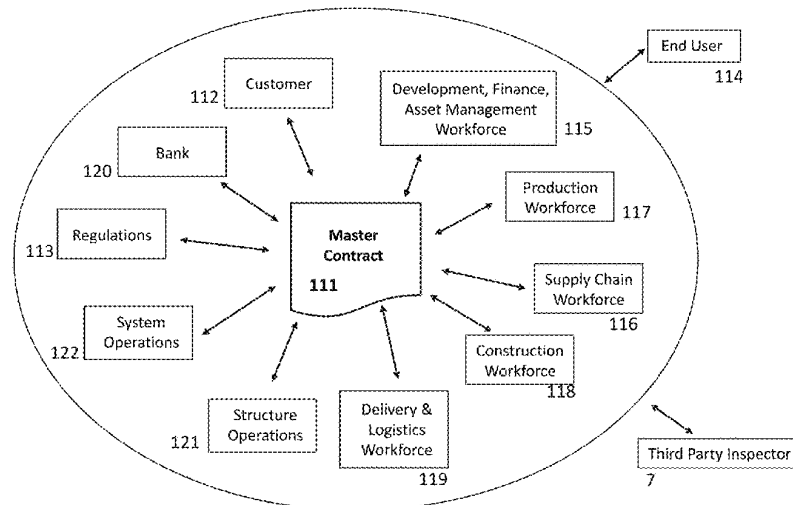 End User
114
Customer
112
Development, Finance,
Asset Management
Workforce
115
Bank
120
Production
Workforce
117
Regulations
113
Master
Contract
111
Supply Chain
Workforce
116
System
Operations
122
Construction
Workforce
118
Structure
Operations
121
Delivery &
Logistics
Workforce
119
Third Party Inspector
7